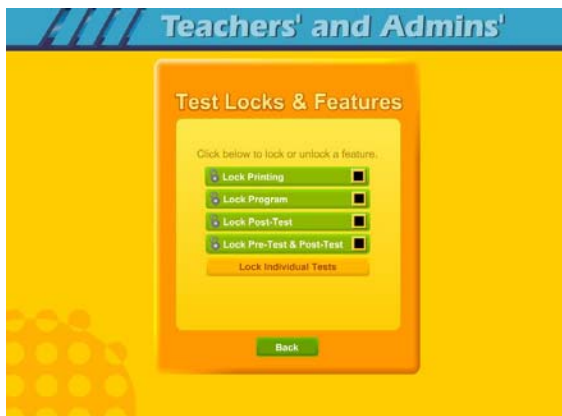 Teachers' and Admins'
Test Locks & Features
Click below to lock or unlock a feature.
Lock Printing
Lock Program
Lock Post-Test
Lock Pre-Test & Post-Test
Lock Individual Tests
Back